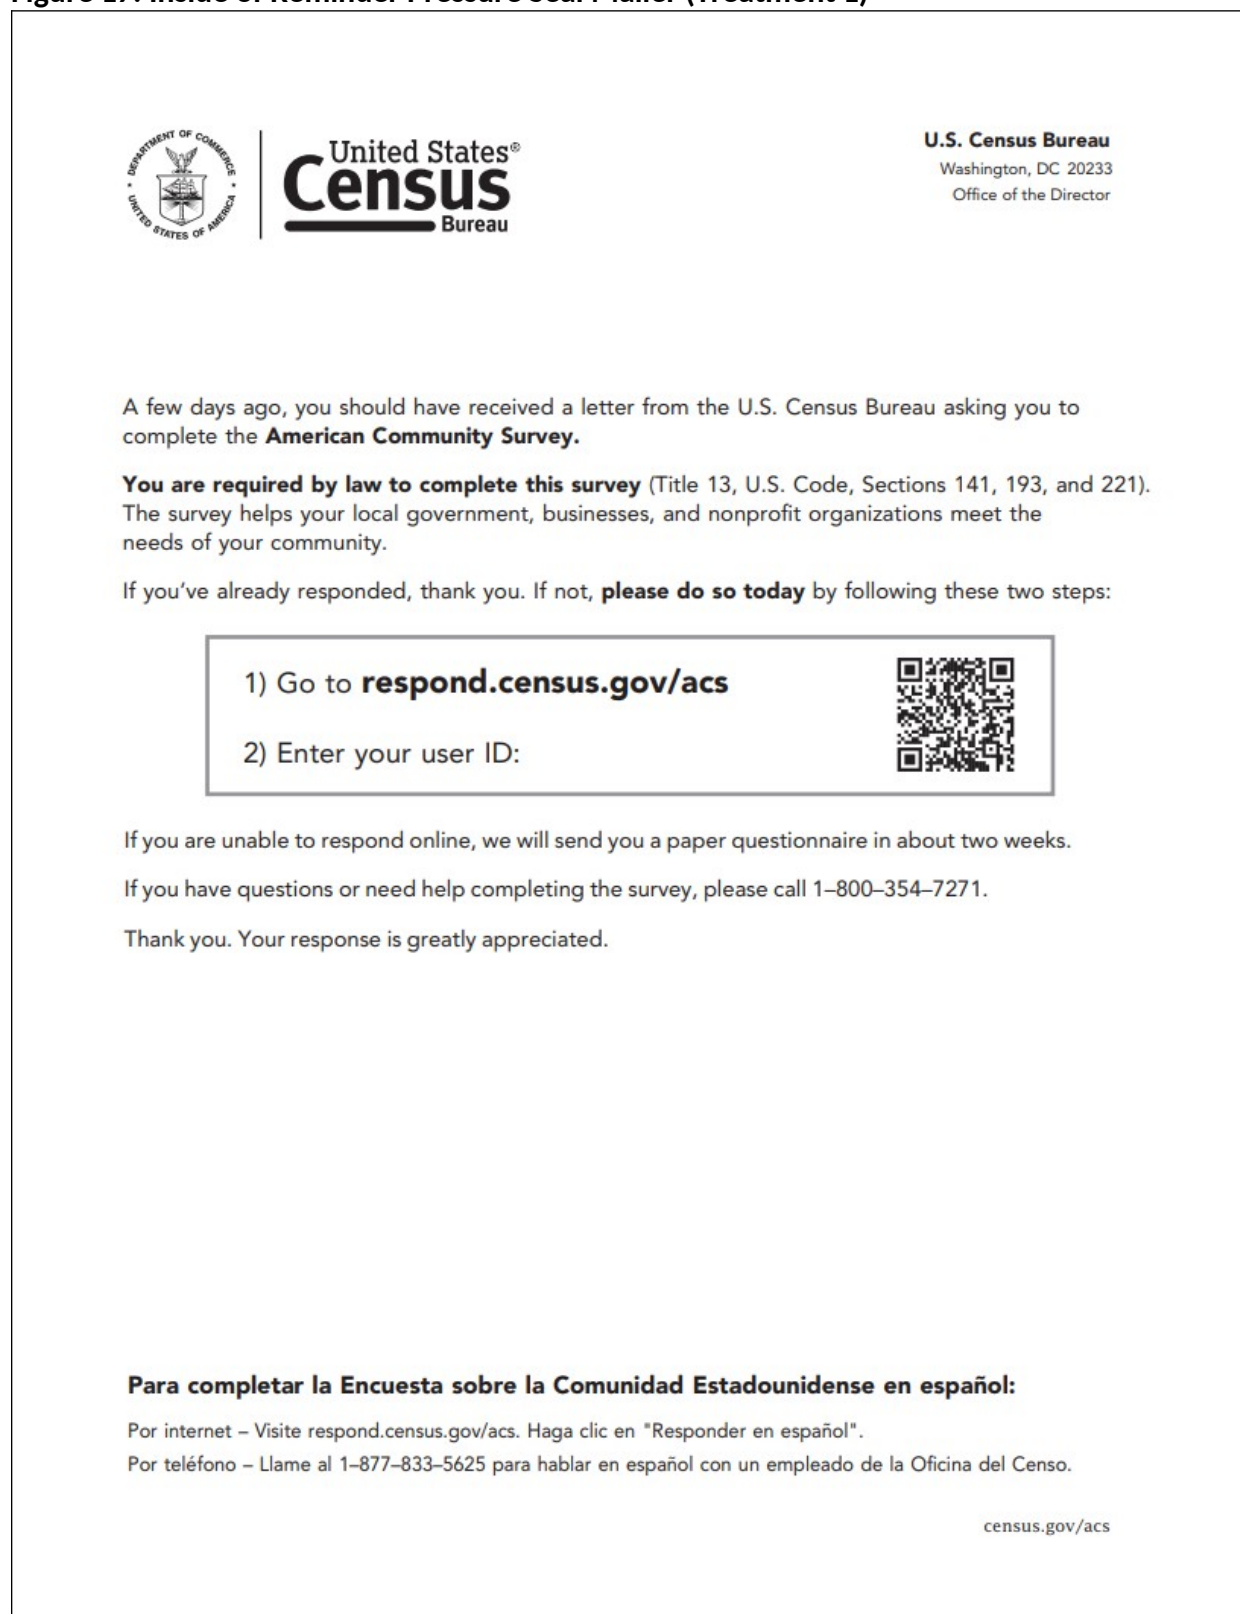 DEPARTMENT OF COMMERCE
UNITED STATES OF AMERICA
United States®
Census
Bureau
U.S. Census Bureau
Washington, DC 20233
Office of the Director
A few days ago, you should have received a letter from the U.S. Census Bureau asking you to
complete the American Community Survey.
You are required by law to complete this survey (Title 13, U.S. Code, Sections 141, 193, and 221).
The survey helps your local government, businesses, and nonprofit organizations meet the
needs of your community.
If you’ve already responded, thank you. If not, please do so today by following these two steps:
1) Go to respond.census.gov/acs
2) Enter your user ID:
If you are unable to respond online, we will send you a paper questionnaire in about two weeks.
If you have questions or need help completing the survey, please call 1–800–354–7271.
Thank you. Your response is greatly appreciated.
Para completar la Encuesta sobre la Comunidad Estadounidense en español:
Por internet – Visite respond.census.gov/acs. Haga clic en "Responder en español".
Por teléfono – Llame al 1–877–833–5625 para hablar en español con un empleado de la Oficina del Censo.
census.gov/acs